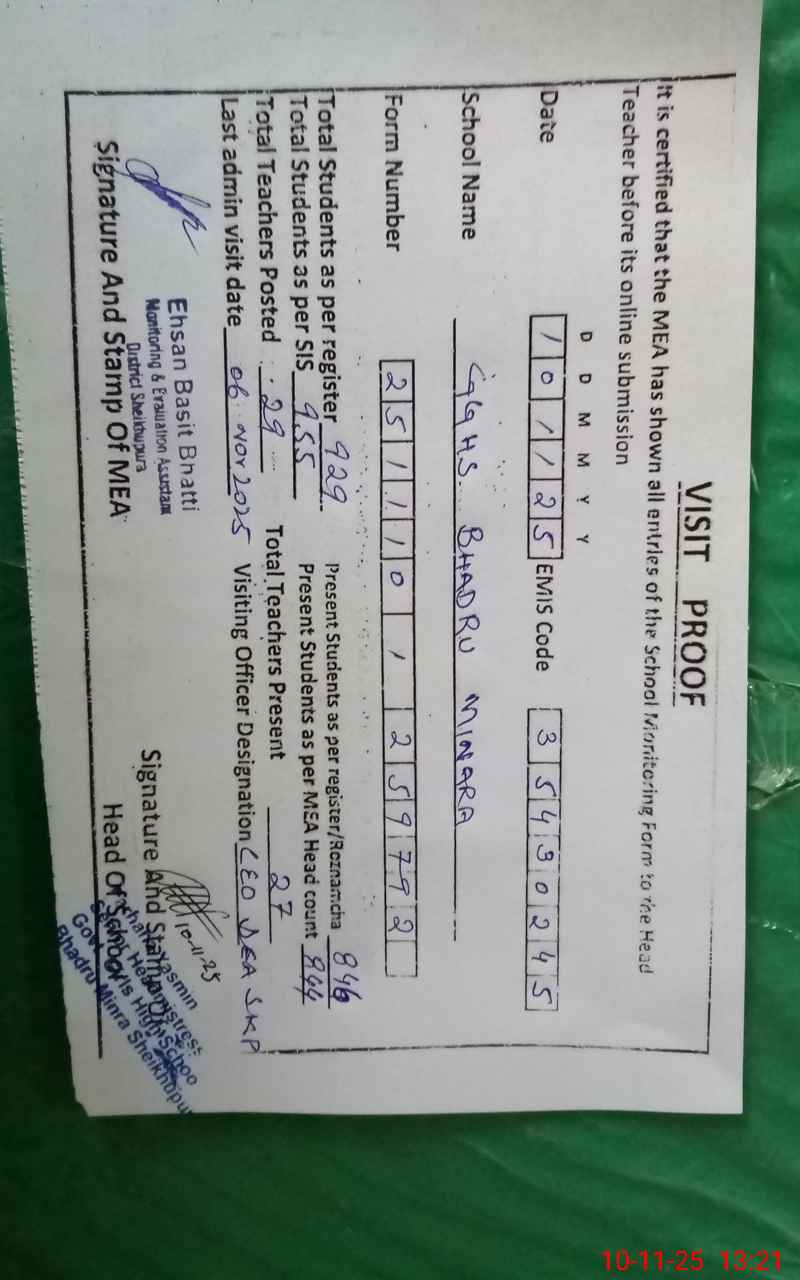 VISIT PROOF
It is certified that the MEA has shown all entries of the School Monitoring Form to the Head
Teacher before its online submission
D D M M Y Y
Date 1 0 1 1 2 5 EMIS Code 3 5 4 3 0 2 4 5
School Name GGHS BHADRU MINARA
Form Number 2 5 1 1 1 0 1 2 5 9 7 9 2
Total Students as per register 929 Present Students as per register/Roznamcha 846
Total Students as per SIS 955 Present Students as per MEA Head count 844
Total Teachers Posted 29 Total Teachers Present 27
Last admin visit date 06 Nov 2025 Visiting Officer Designation CEO DEA SKP
Ehsan Basit Bhatti
Monitoring & Evaluation Assistant
District Sheikhupura
Signature And Stamp Of MEA
10-11-25
Signature And Stamp
Head Of School
Yasmin
Bhadru Minra Sheikhupu
10-11-25 13:21